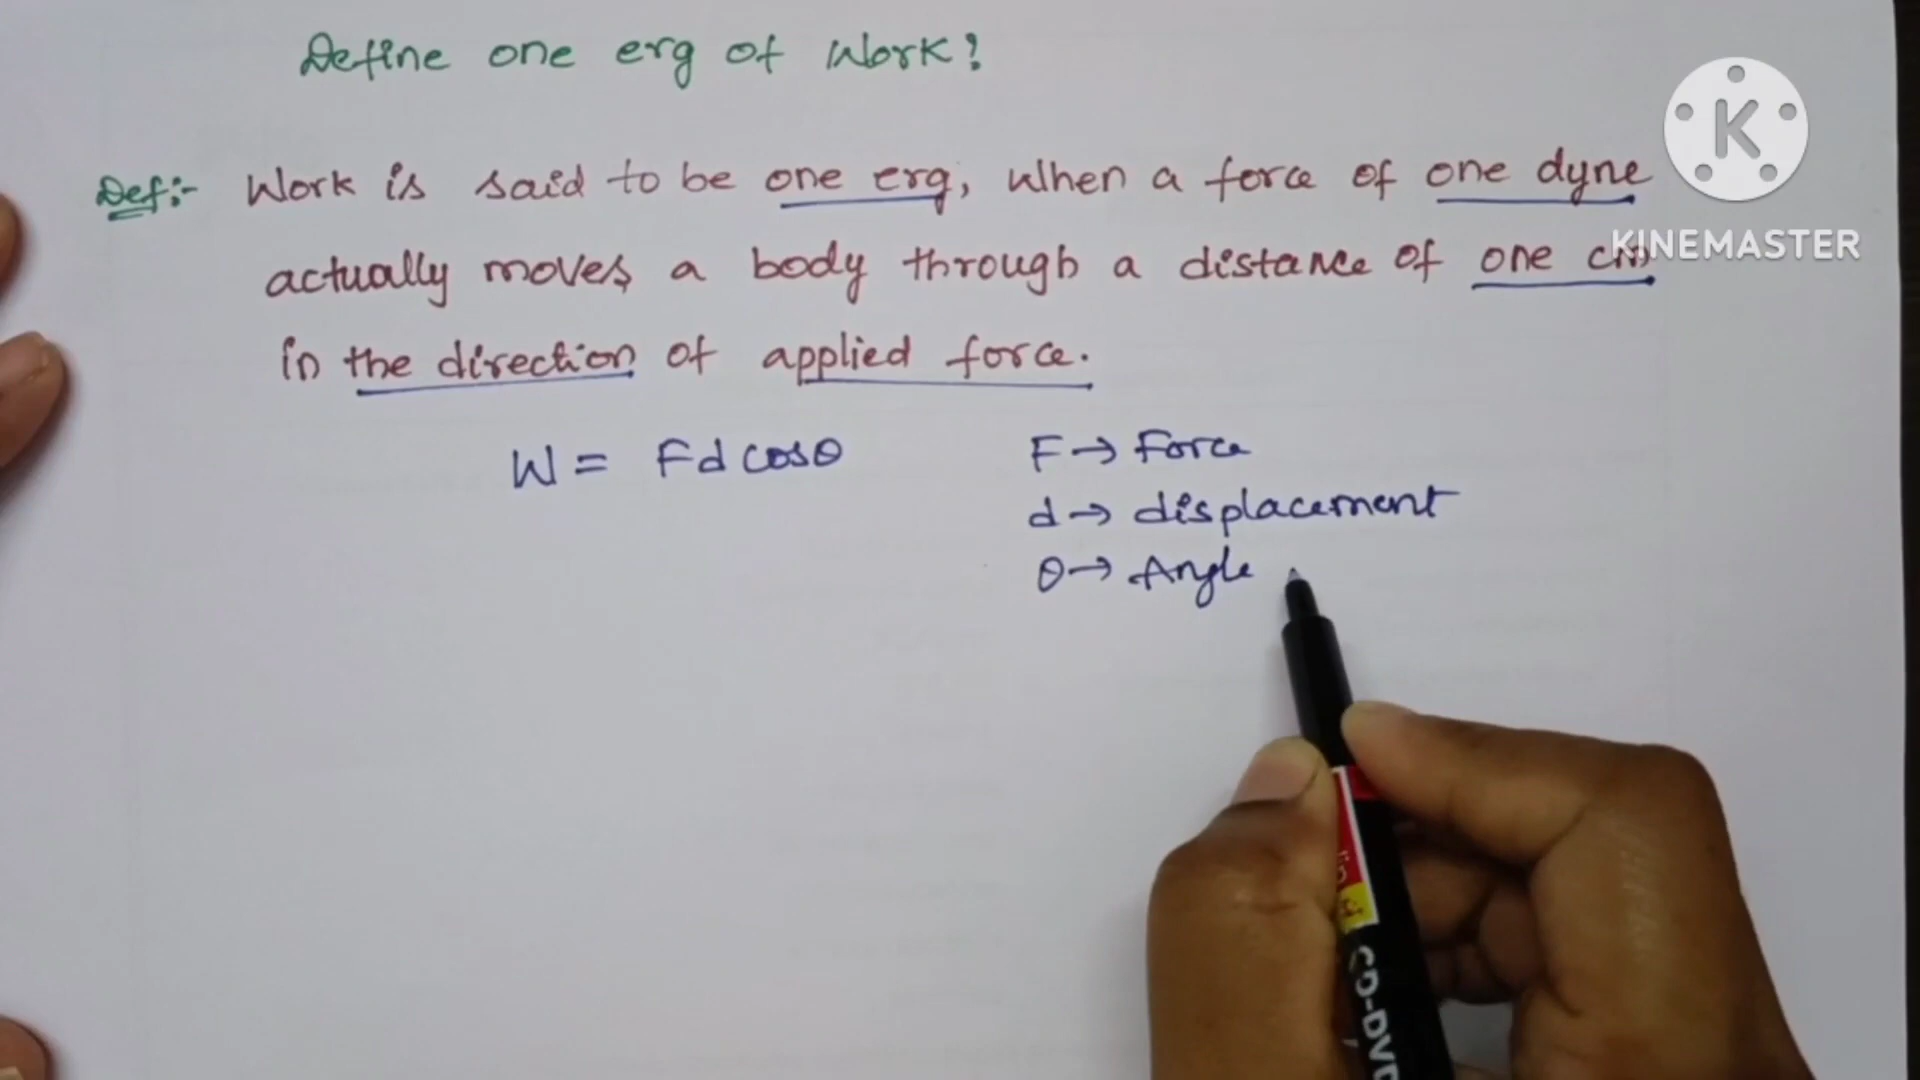 Define one erg of Work?
Def:- Work is said to be one erg, when a force of one dyne
actually moves a body through a distance of one cm
in the direction of applied force.
W = Fd cosθ
F → Force
d → displacement
θ → Angle
K
KINEMASTER
CD-DVD